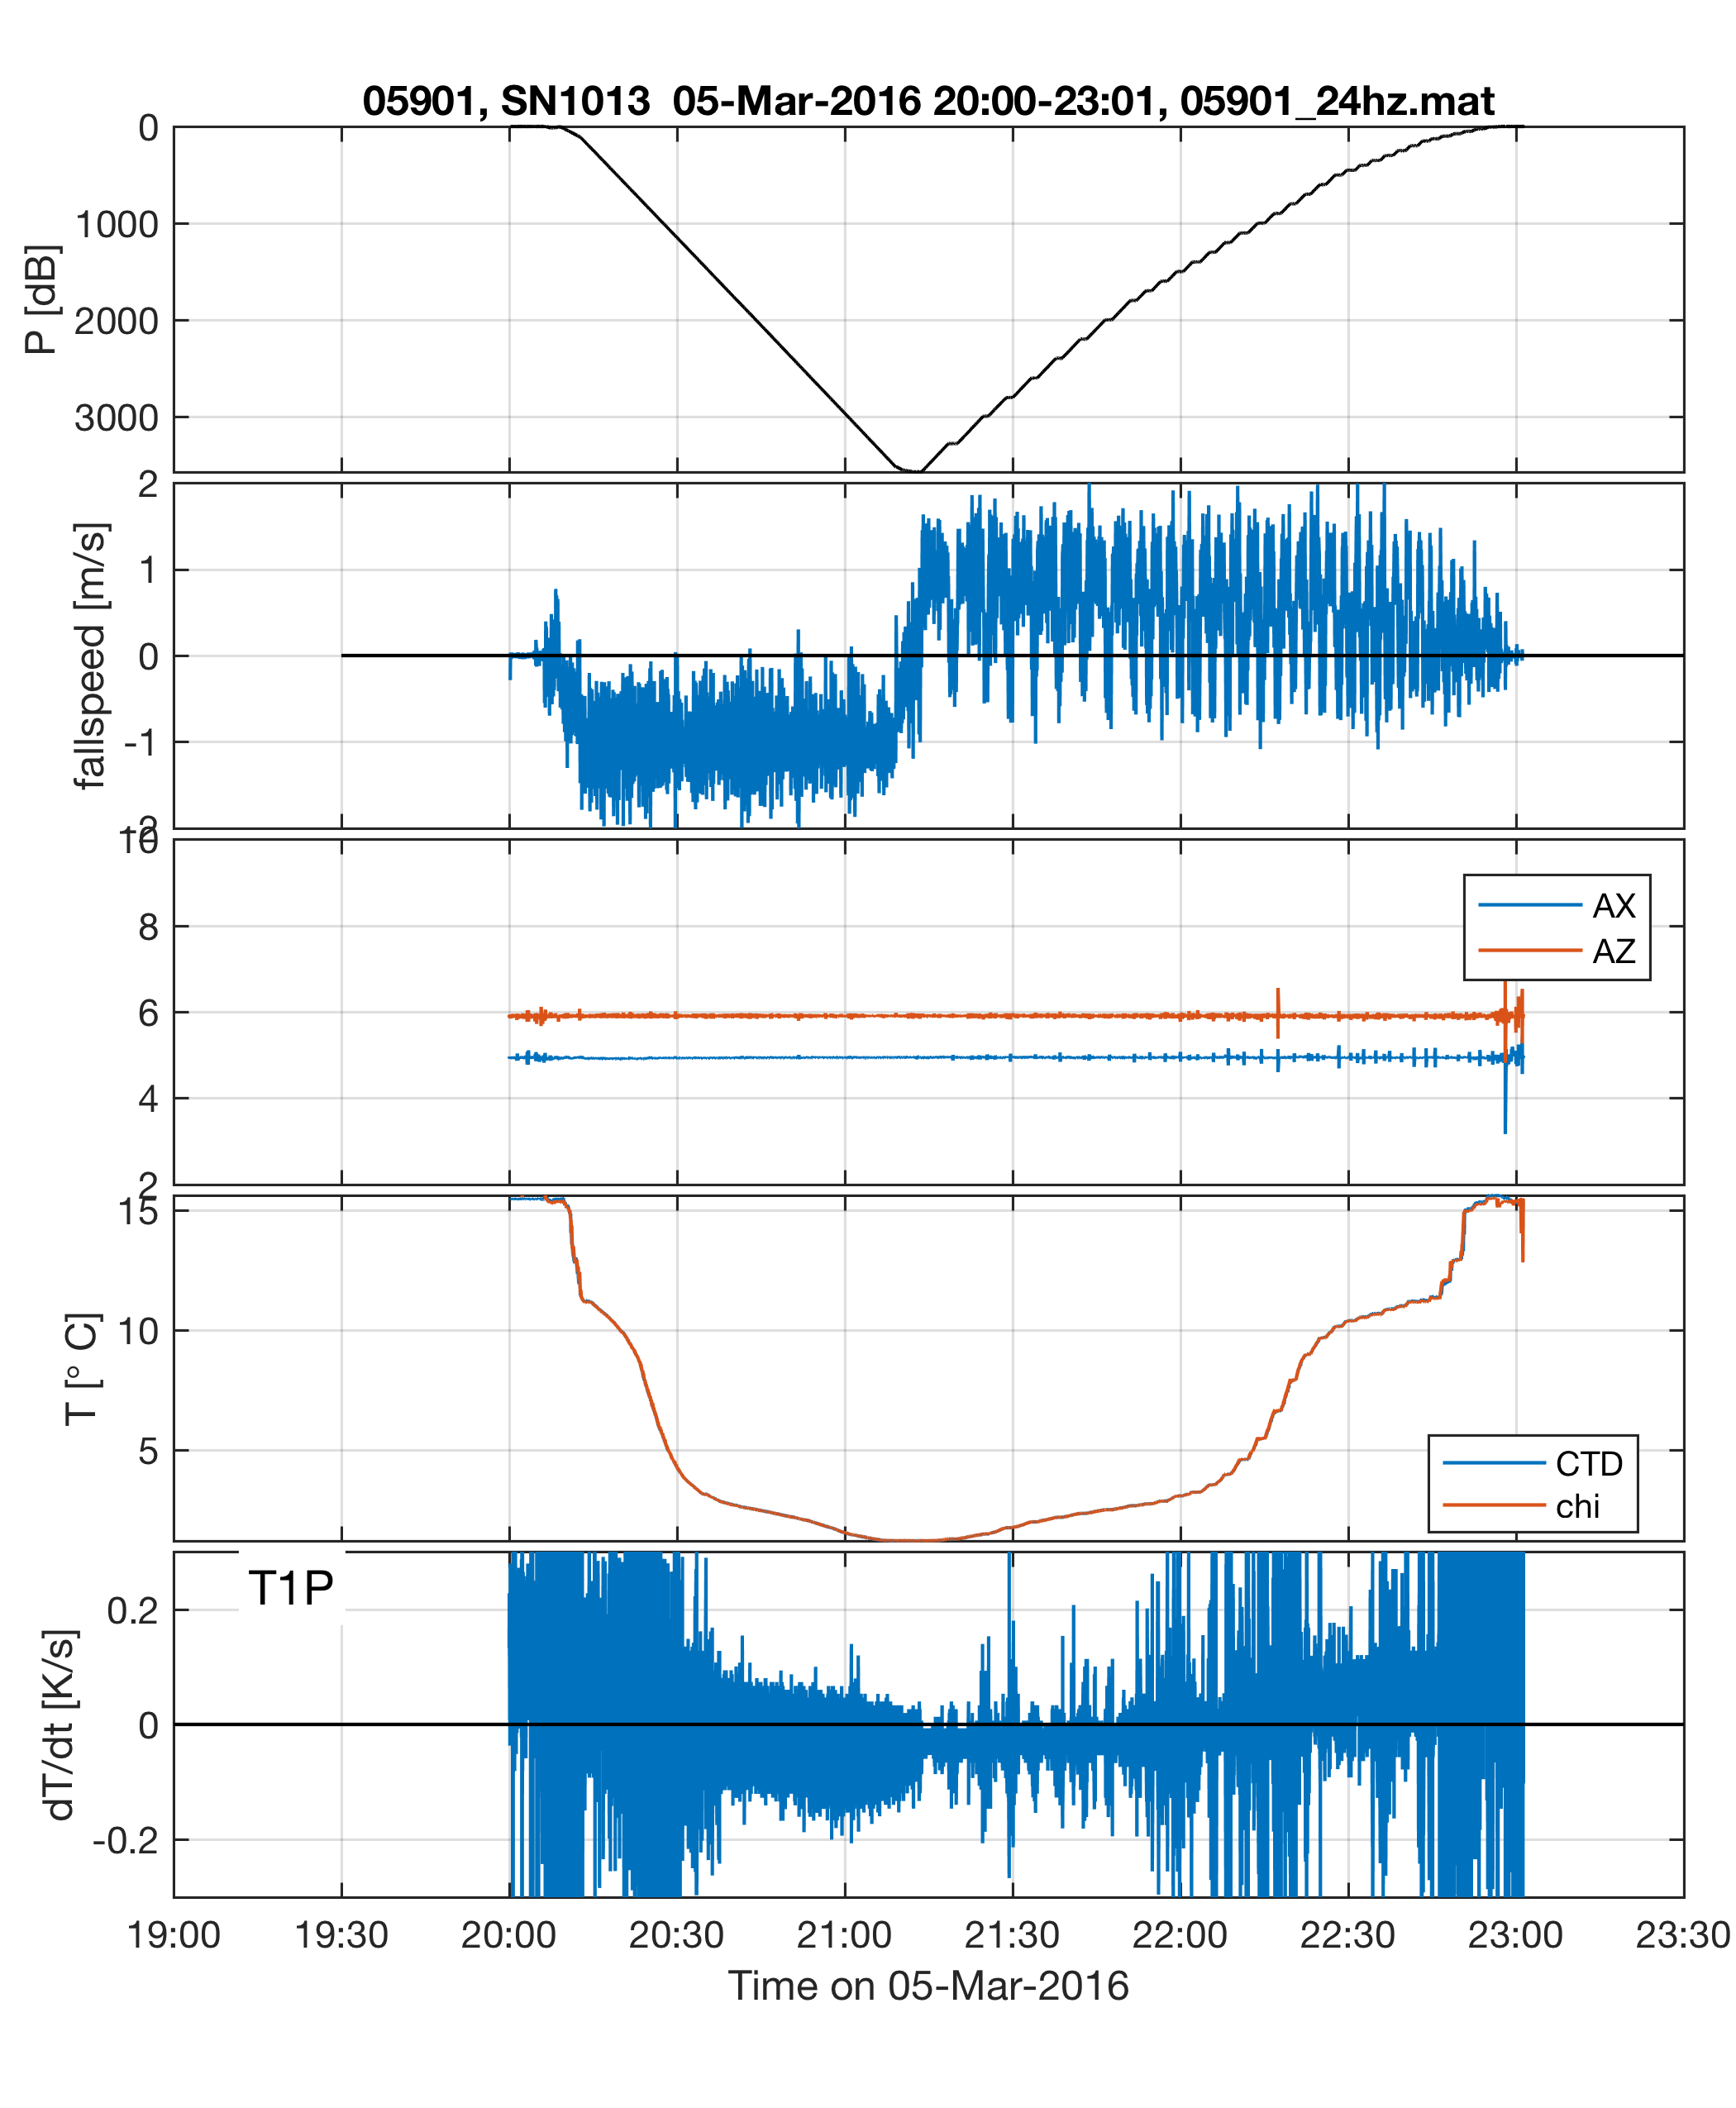 05901, SN1013  05-Mar-2016 20:00-23:01, 05901_24hz.mat
0
1000
2000
3000
P [dB]
2
1
0
-1
-2
fallspeed [m/s]
10
8
6
4
2
AX
AZ
15
10
5
T [° C]
CTD
chi
T1P
0.2
0
-0.2
dT/dt [K/s]
19:00 19:30 20:00 20:30 21:00 21:30 22:00 22:30 23:00 23:30
Time on 05-Mar-2016